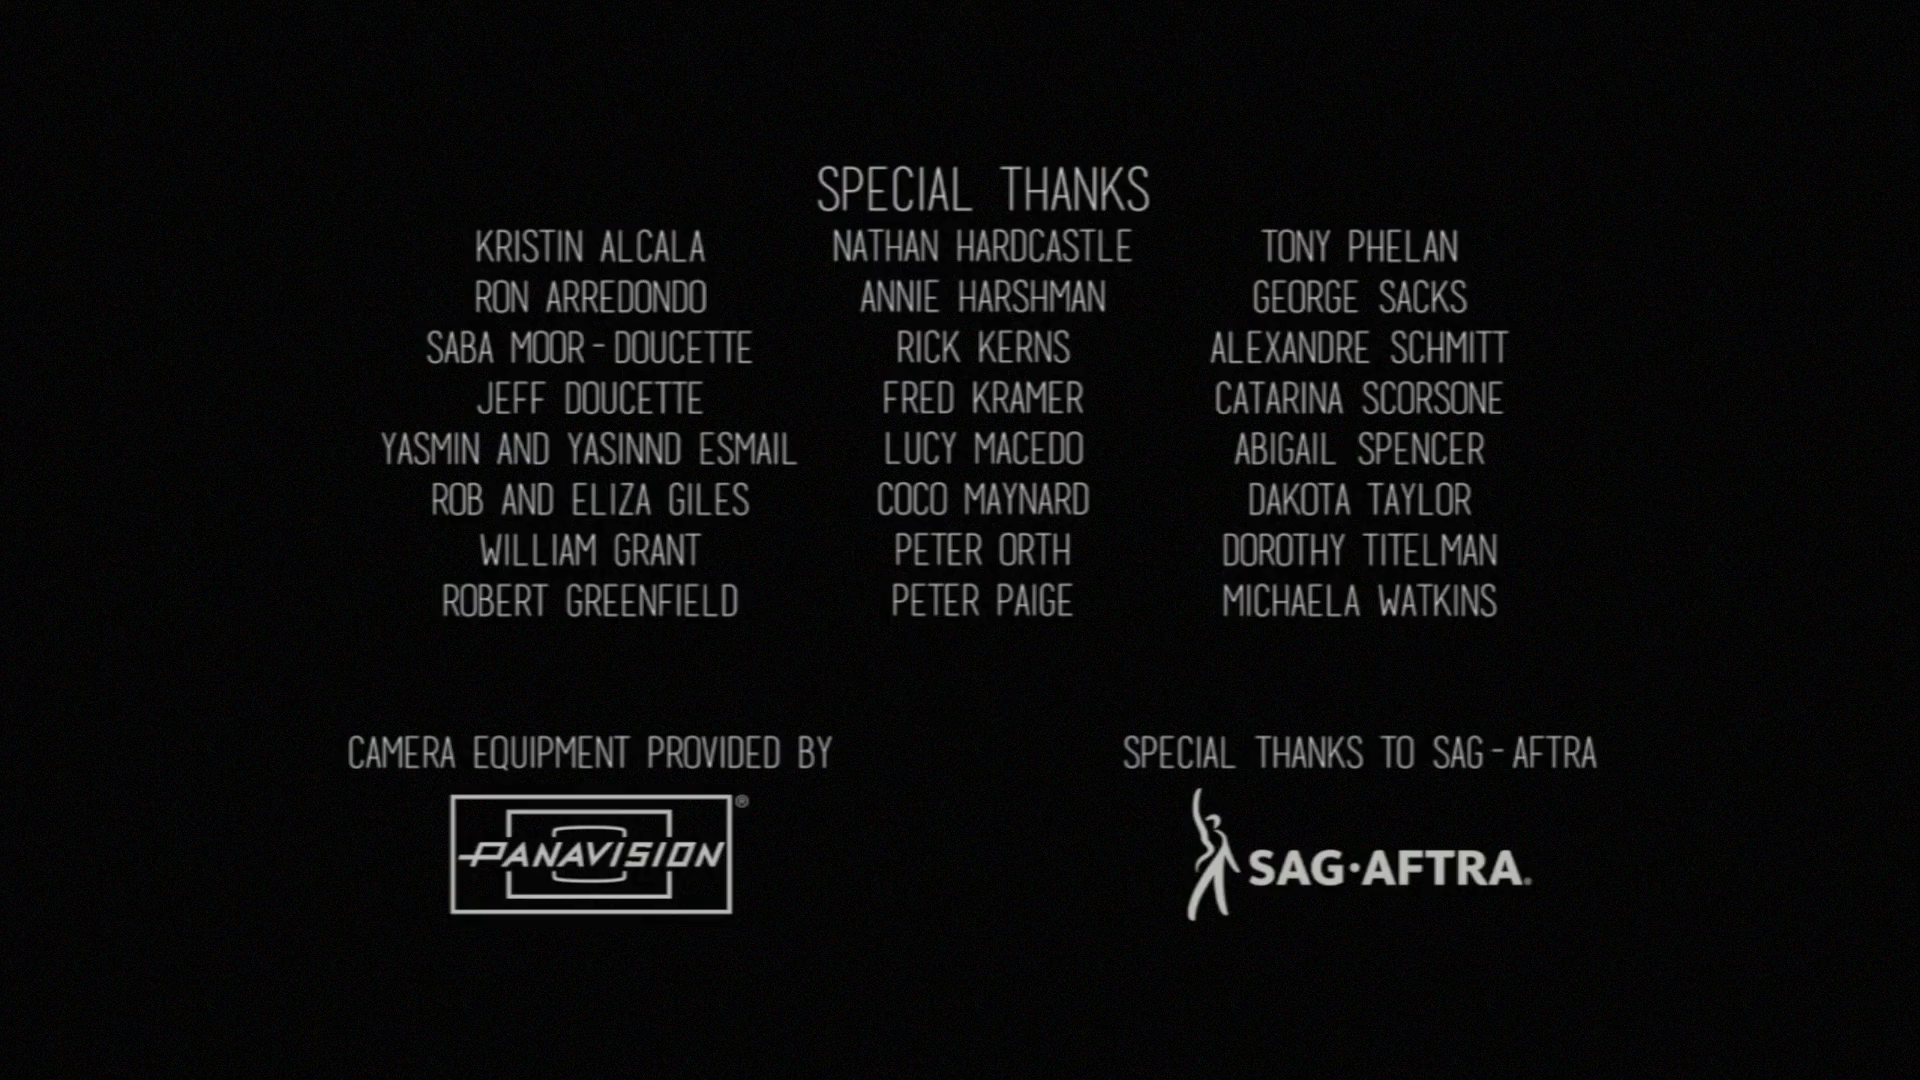 SPECIAL THANKS
KRISTIN ALCALA
RON ARREDONDO
SABA MOOR-DOUCETTE
JEFF DOUCETTE
YASMIN AND YASINND ESMAIL
ROB AND ELIZA GILES
WILLIAM GRANT
ROBERT GREENFIELD
NATHAN HARDCASTLE
ANNIE HARSHMAN
RICK KERNS
FRED KRAMER
LUCY MACEDO
COCO MAYNARD
PETER ORTH
PETER PAIGE
TONY PHELAN
GEORGE SACKS
ALEXANDRE SCHMITT
CATARINA SCORSONE
ABIGAIL SPENCER
DAKOTA TAYLOR
DOROTHY TITELMAN
MICHAELA WATKINS
CAMERA EQUIPMENT PROVIDED BY
PANAVISION®
SPECIAL THANKS TO SAG-AFTRA
SAG·AFTRA.